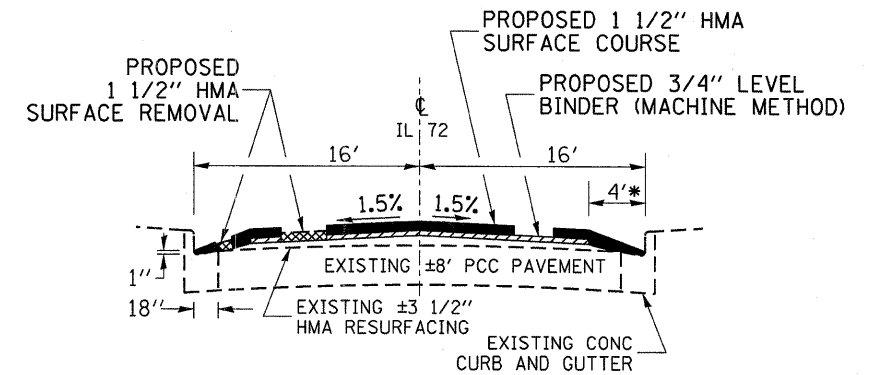 PROPOSED 1 1/2" HMA
SURFACE COURSE
PROPOSED
1 1/2" HMA
SURFACE REMOVAL
PROPOSED 3/4" LEVEL
BINDER (MACHINE METHOD)
℄
IL 72
16'
16'
4'*
1.5%
1.5%
1"
EXISTING ±8' PCC PAVEMENT
18"
EXISTING ±3 1/2"
HMA RESURFACING
EXISTING CONC
CURB AND GUTTER